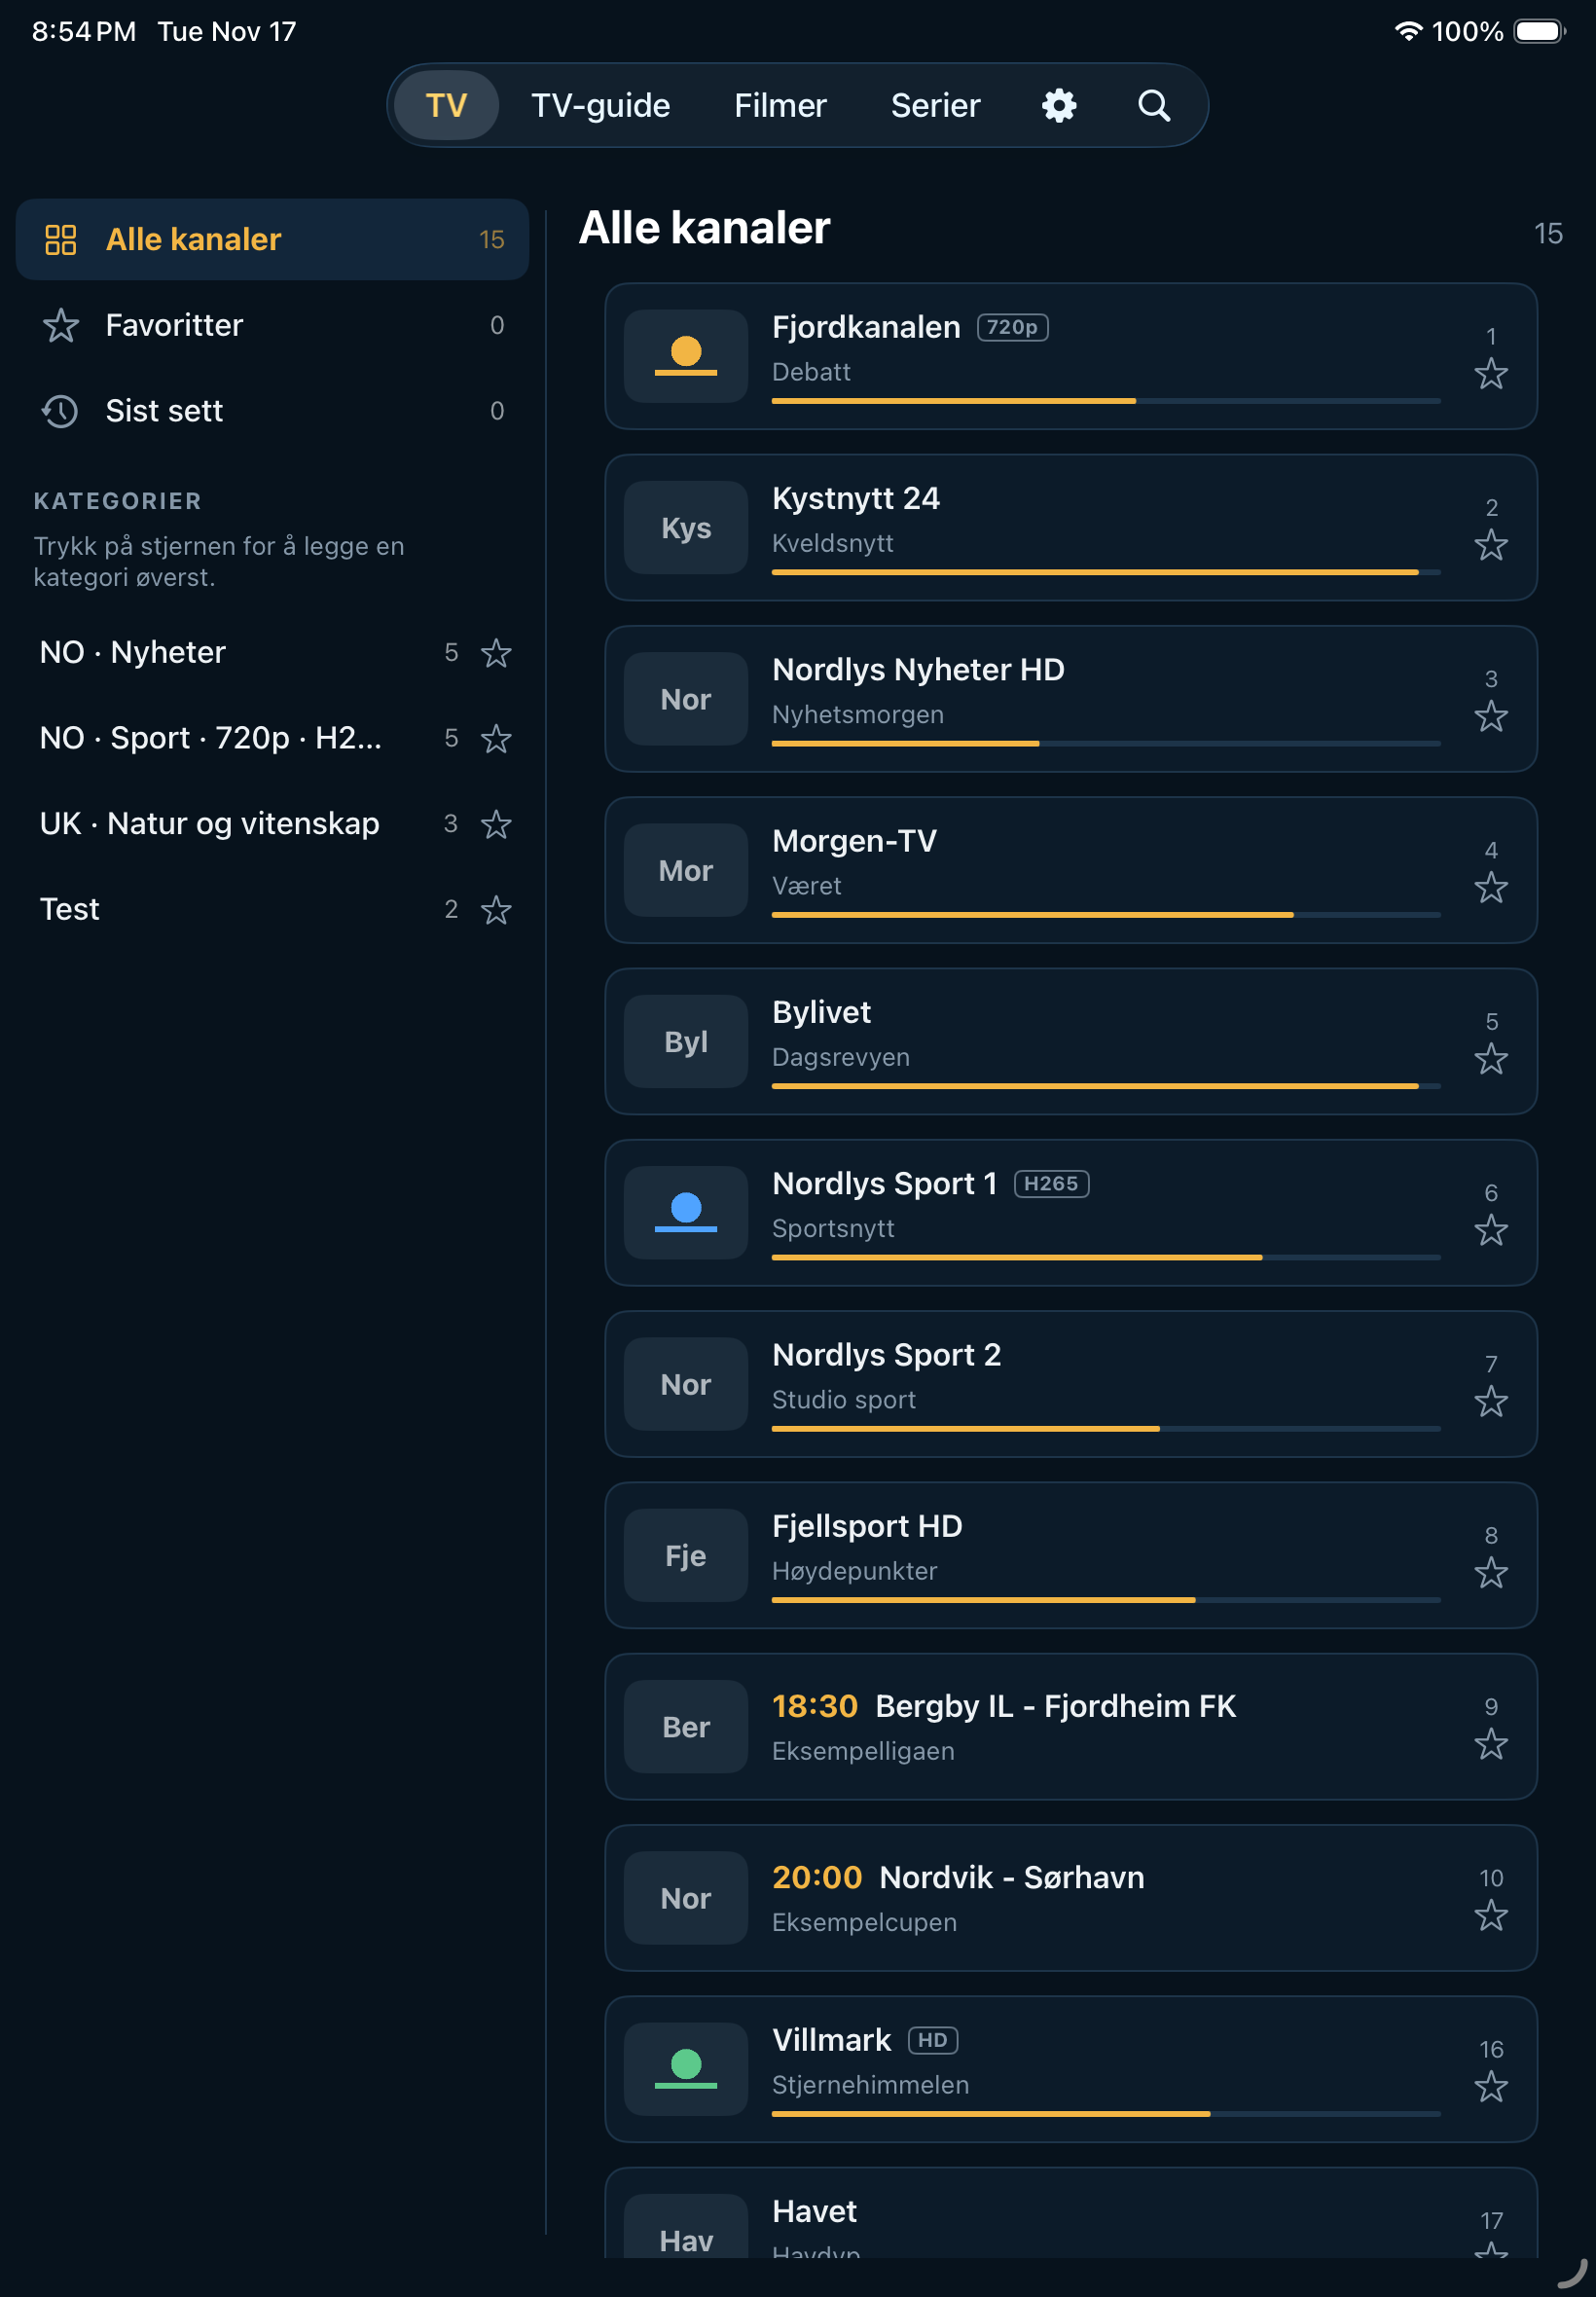 8:54 PM Tue Nov 17
100%
TV TV-guide Filmer Serier
Alle kanaler 15
Favoritter 0
Sist sett 0
KATEGORIER
Trykk på stjernen for å legge en
kategori øverst.
NO · Nyheter 5
NO · Sport · 720p · H2... 5
UK · Natur og vitenskap 3
Test 2
Alle kanaler 15
Fjordkanalen 720p 1
Debatt
Kys Kystnytt 24 2
Kveldsnytt
Nor Nordlys Nyheter HD 3
Nyhetsmorgen
Mor Morgen-TV 4
Været
Byl Bylivet 5
Dagsrevyen
Nordlys Sport 1 H265 6
Sportsnytt
Nor Nordlys Sport 2 7
Studio sport
Fje Fjellsport HD 8
Høydepunkter
Ber 18:30 Bergby IL - Fjordheim FK 9
Eksempelligaen
Nor 20:00 Nordvik - Sørhavn 10
Eksempelcupen
Villmark HD 16
Stjernehimmelen
Hav Havet 17
Havdyp